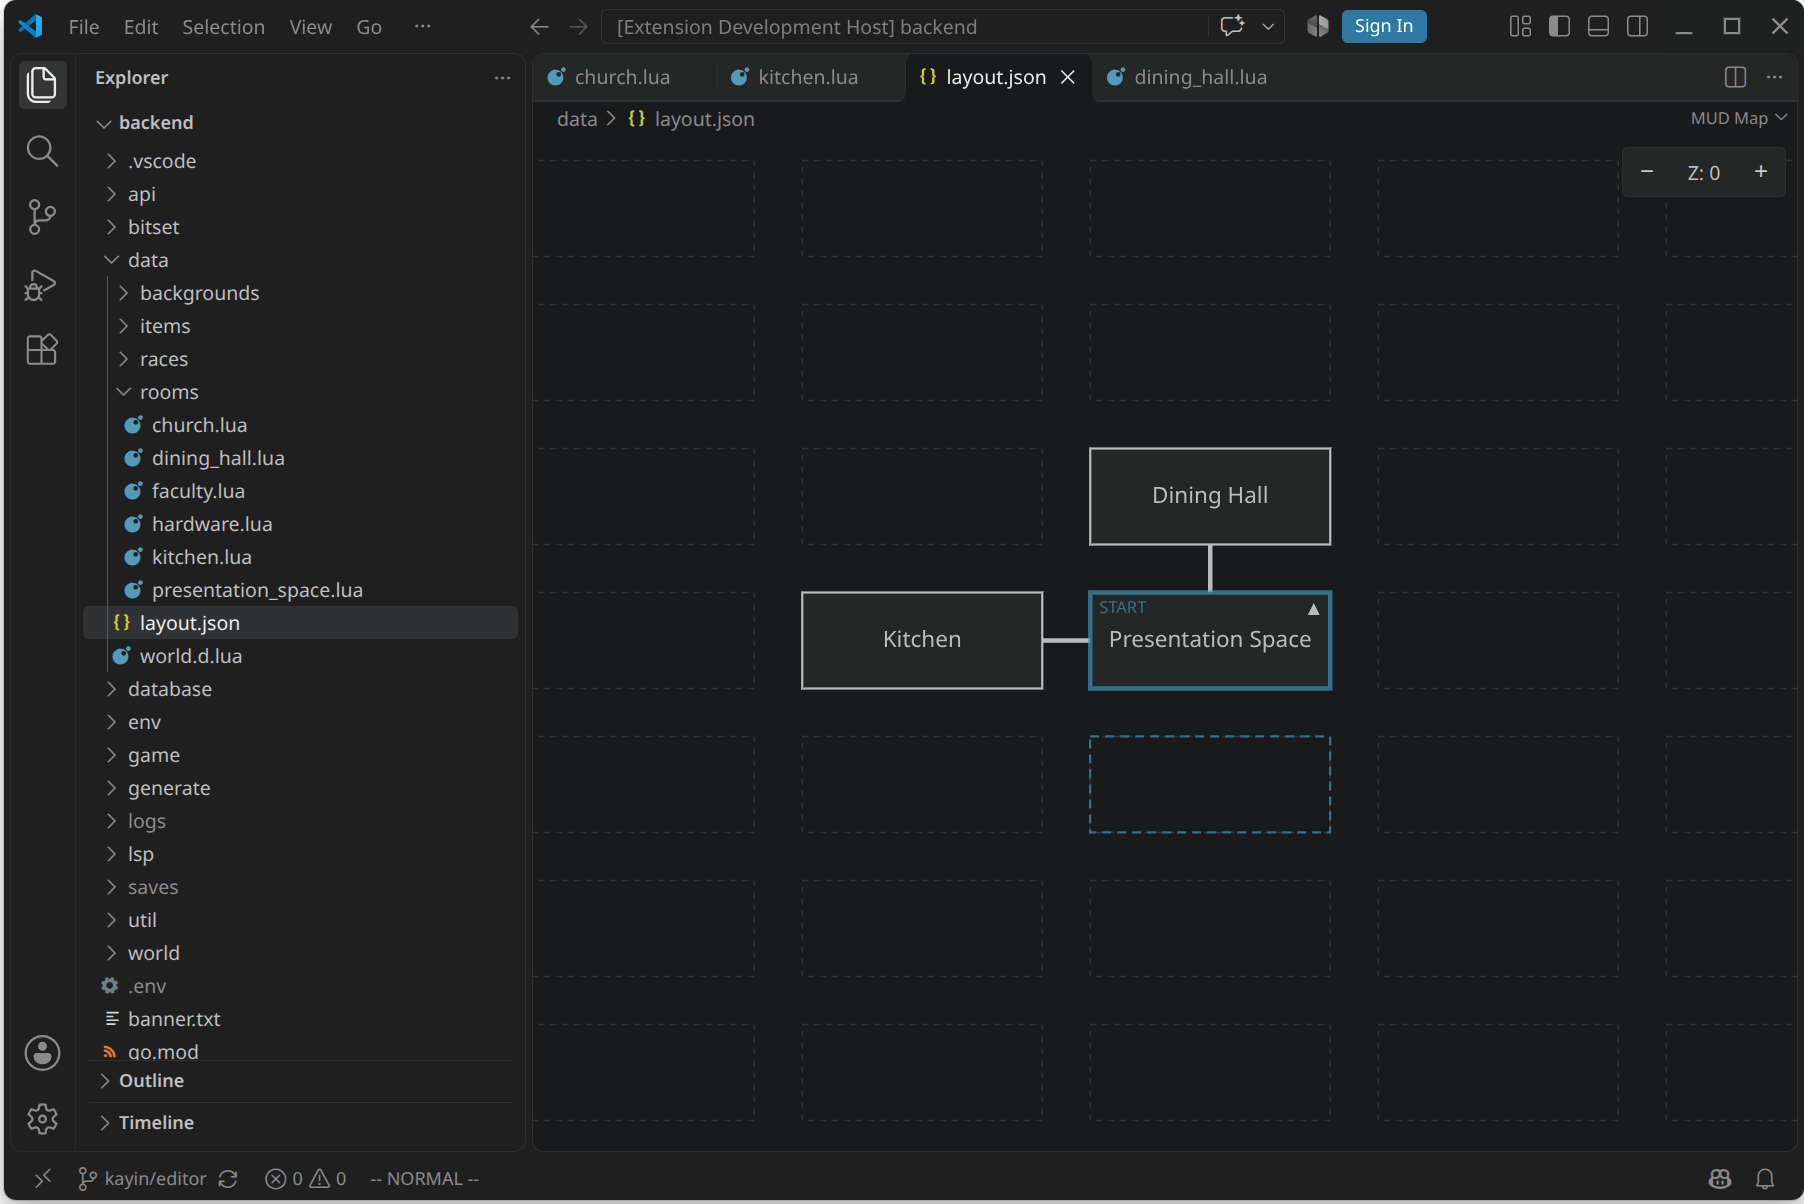 File Edit Selection View Go ···
[Extension Development Host] backend
Sign In
Explorer
church.lua
kitchen.lua
{} layout.json
dining_hall.lua
data > {} layout.json
MUD Map
backend
.vscode
api
bitset
data
backgrounds
items
races
rooms
church.lua
dining_hall.lua
faculty.lua
hardware.lua
kitchen.lua
presentation_space.lua
{} layout.json
world.d.lua
database
env
game
generate
logs
lsp
saves
util
world
.env
banner.txt
go.mod
Outline
Timeline
− Z: 0 +
Dining Hall
Kitchen
START
Presentation Space
kayin/editor
0 0
-- NORMAL --